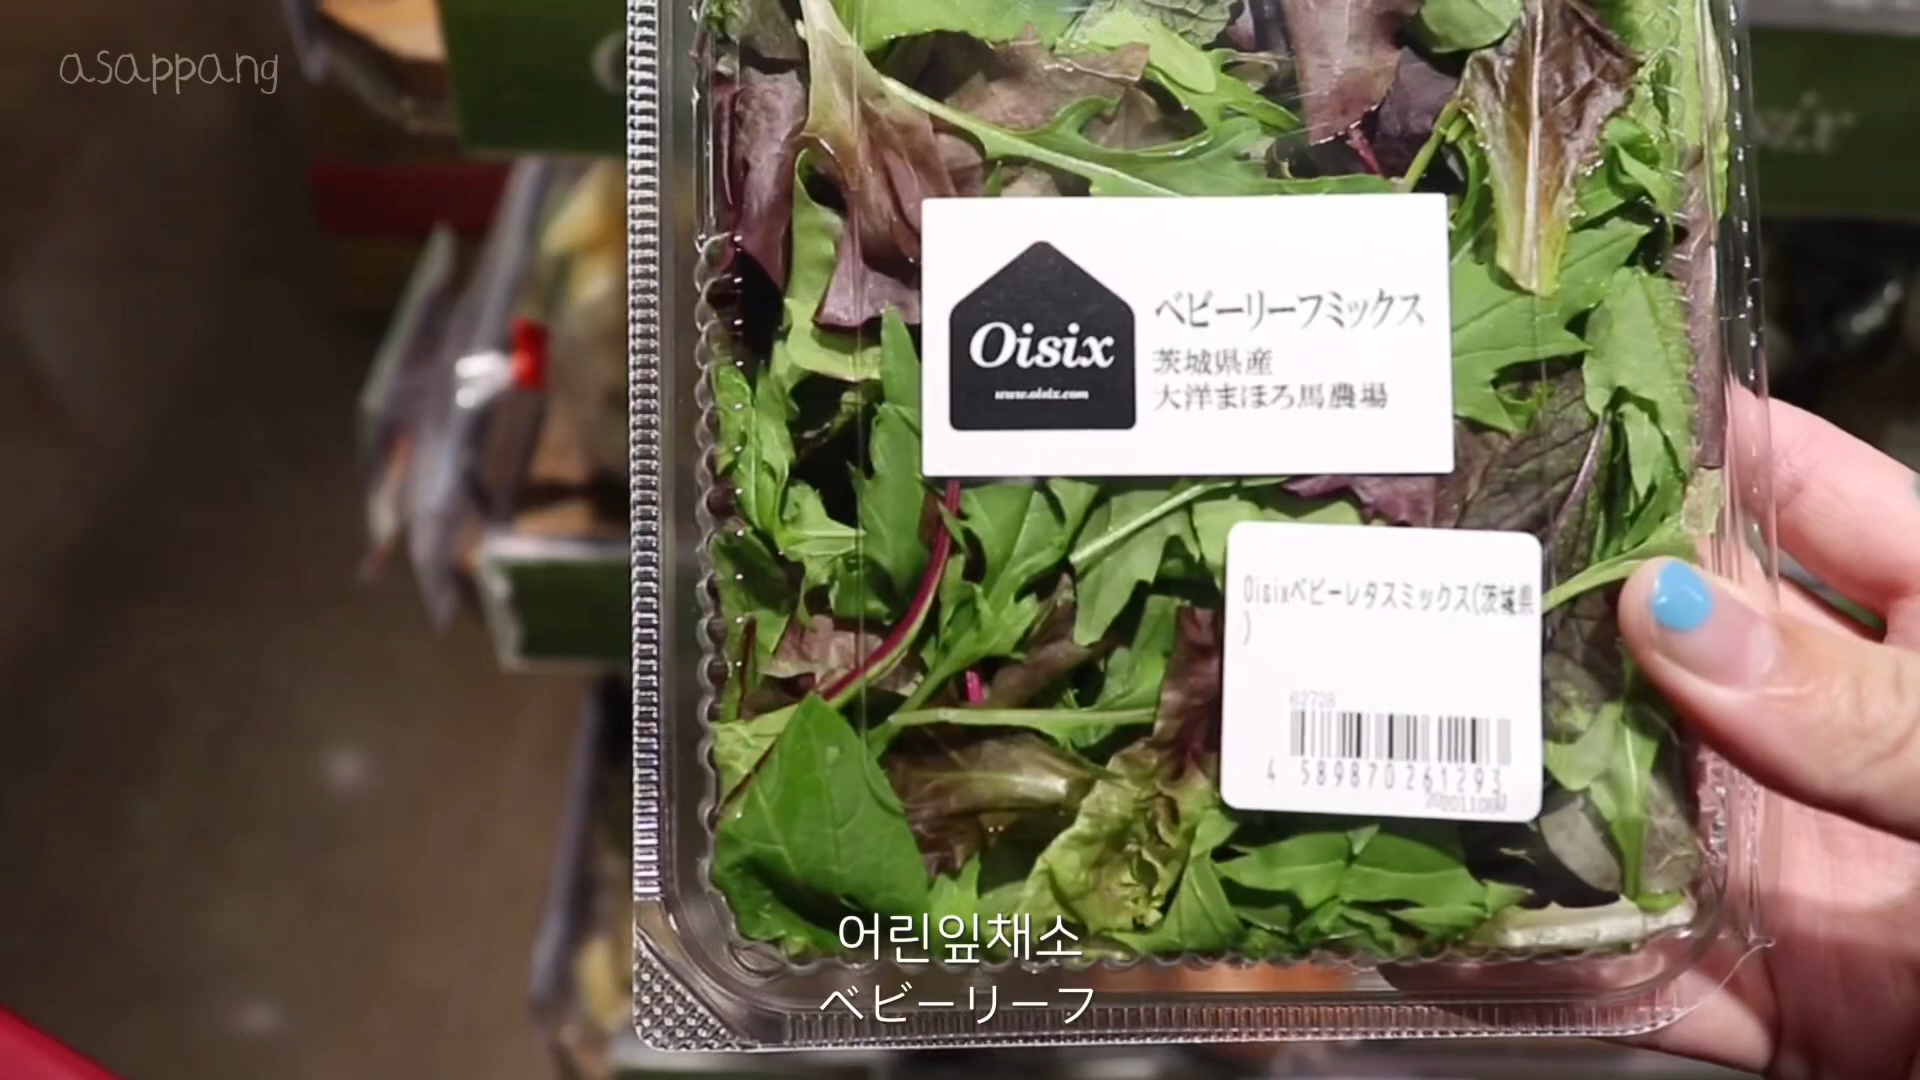 asappang
Oisix
www.oisix.com
ベビーリーフミックス
茨城県産
大洋まほろ馬農場
Oisixベビーレタスミックス(茨城県
)
62728
4 589870 261293
어린잎채소
ベビーリーフ